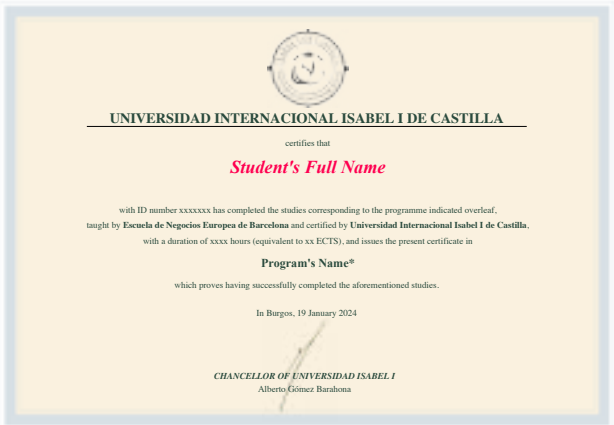 UNIVERSIDAD INTERNACIONAL ISABEL I DE CASTILLA
certifies that
Student's Full Name
with ID number xxxxxxx has completed the studies corresponding to the programme indicated overleaf,
taught by Escuela de Negocios Europea de Barcelona and certified by Universidad Internacional Isabel I de Castilla,
with a duration of xxxx hours (equivalent to xx ECTS), and issues the present certificate in
Program's Name*
which proves having successfully completed the aforementioned studies.
In Burgos, 19 January 2024
CHANCELLOR OF UNIVERSIDAD ISABEL I
Alberto Gómez Barahona